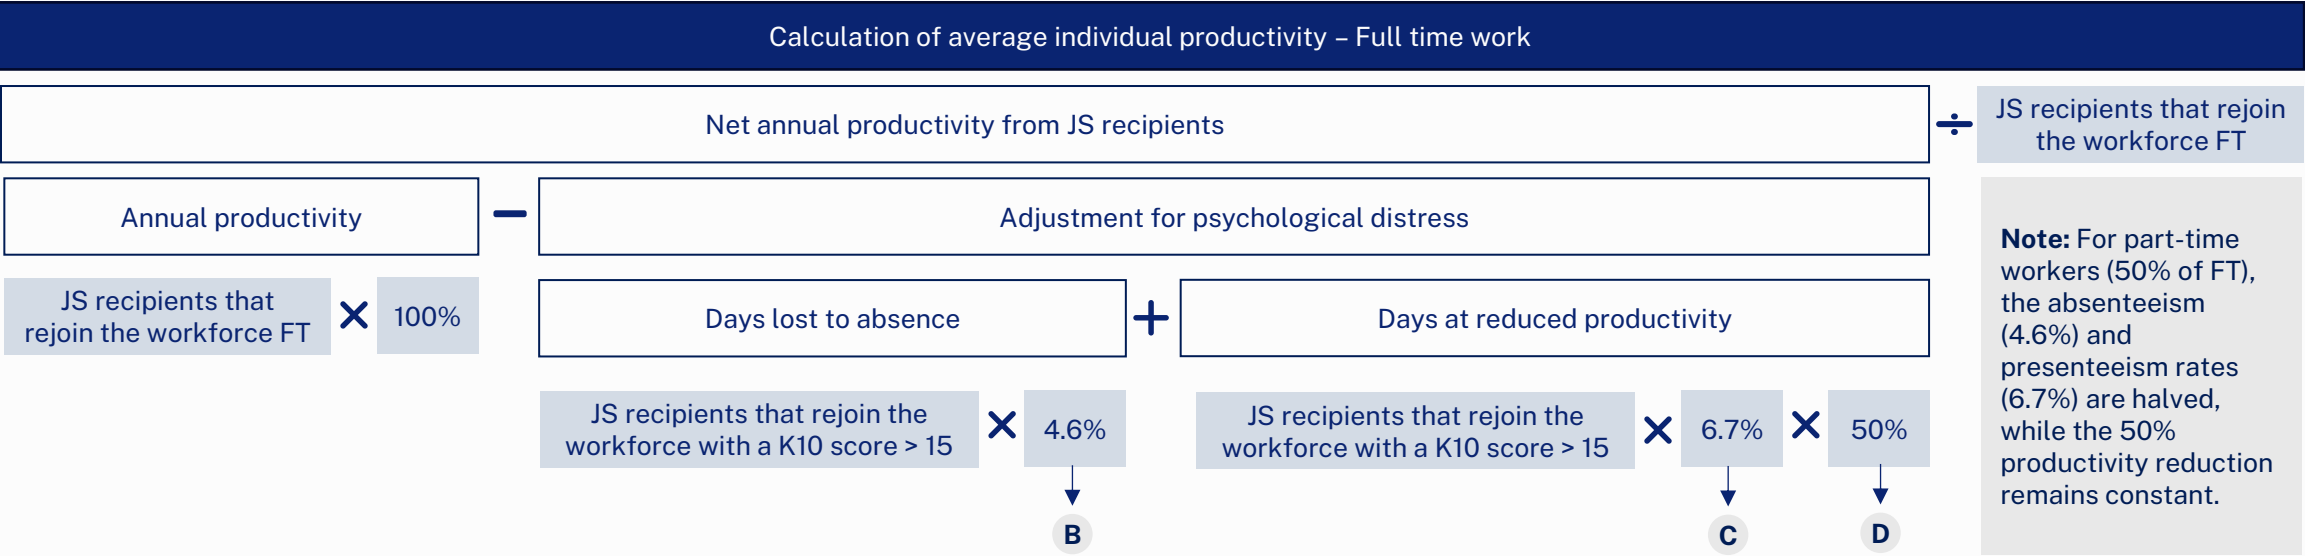 Calculation of average individual productivity – Full time work
Net annual productivity from JS recipients
÷
JS recipients that rejoin
the workforce FT
Annual productivity
−
Adjustment for psychological distress
JS recipients that
rejoin the workforce FT
×
100%
Days lost to absence
+
Days at reduced productivity
JS recipients that rejoin the
workforce with a K10 score > 15
×
4.6%
JS recipients that rejoin the
workforce with a K10 score > 15
×
6.7%
×
50%
B
C
D
Note: For part-time
workers (50% of FT),
the absenteeism
(4.6%) and
presenteeism rates
(6.7%) are halved,
while the 50%
productivity reduction
remains constant.